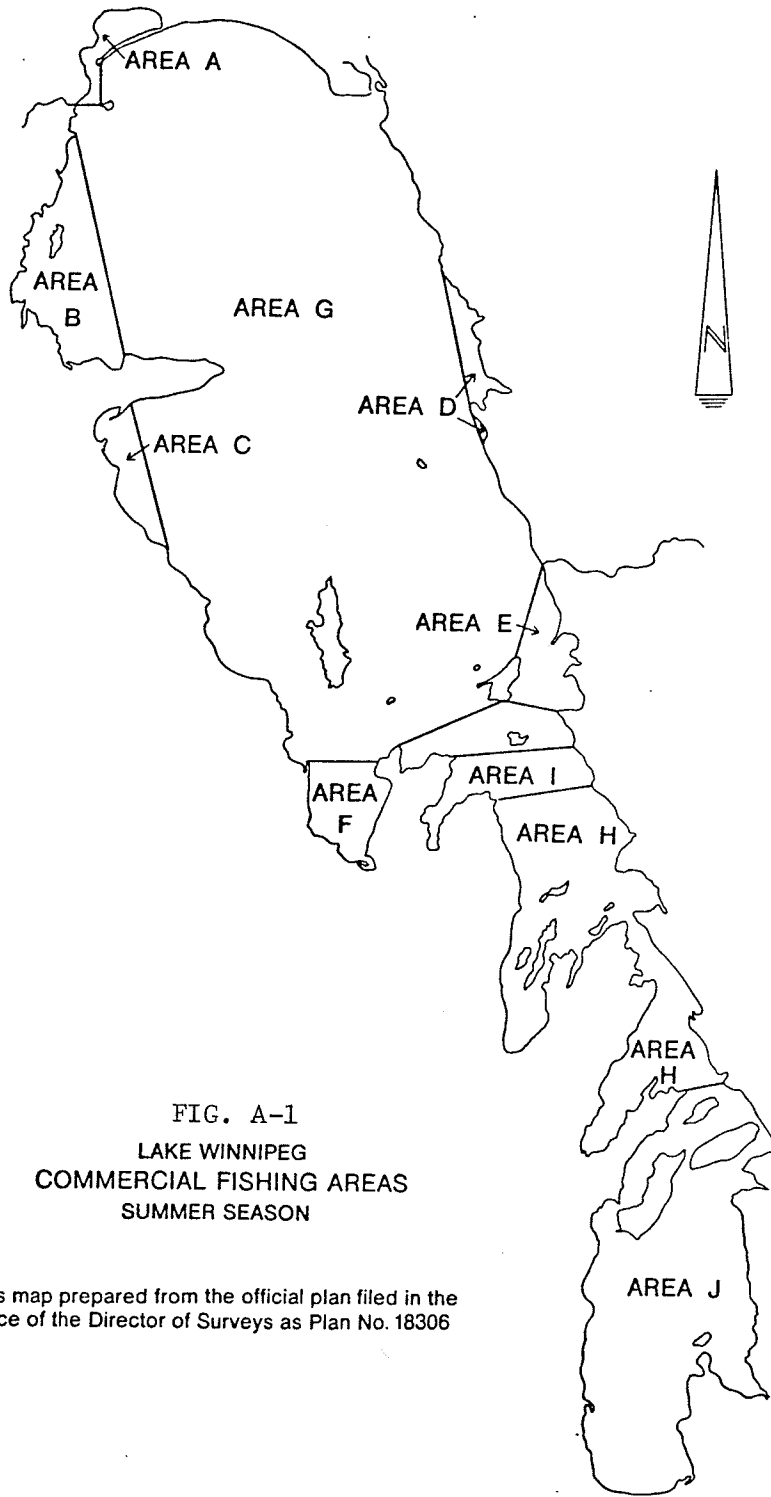 AREA A
AREA
B
AREA G
N
AREA D
AREA C
AREA E
AREA I
AREA
F
AREA H
AREA
H
FIG. A-1
LAKE WINNIPEG
COMMERCIAL FISHING AREAS
SUMMER SEASON
s map prepared from the official plan filed in the
ce of the Director of Surveys as Plan No. 18306
AREA J